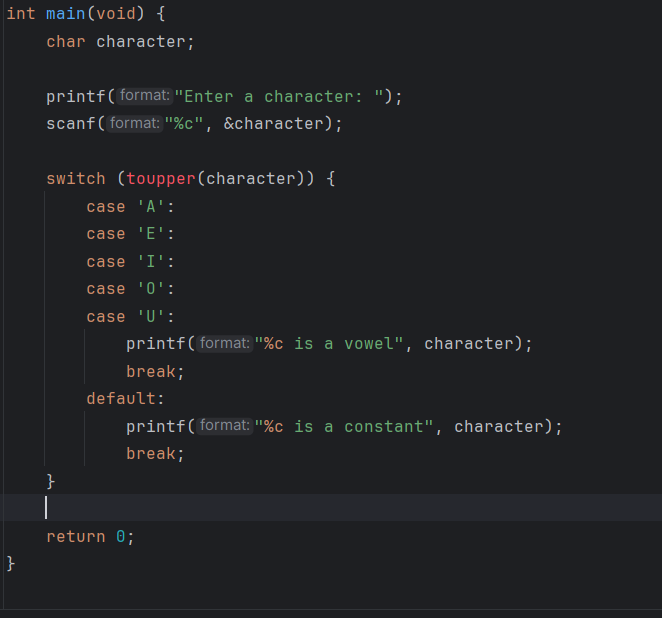 int main(void) {
    char character;

    printf(format:"Enter a character: ");
    scanf(format:"%c", &character);

    switch (toupper(character)) {
        case 'A':
        case 'E':
        case 'I':
        case 'O':
        case 'U':
            printf(format:"%c is a vowel", character);
            break;
        default:
            printf(format:"%c is a constant", character);
            break;
    }

    return 0;
}